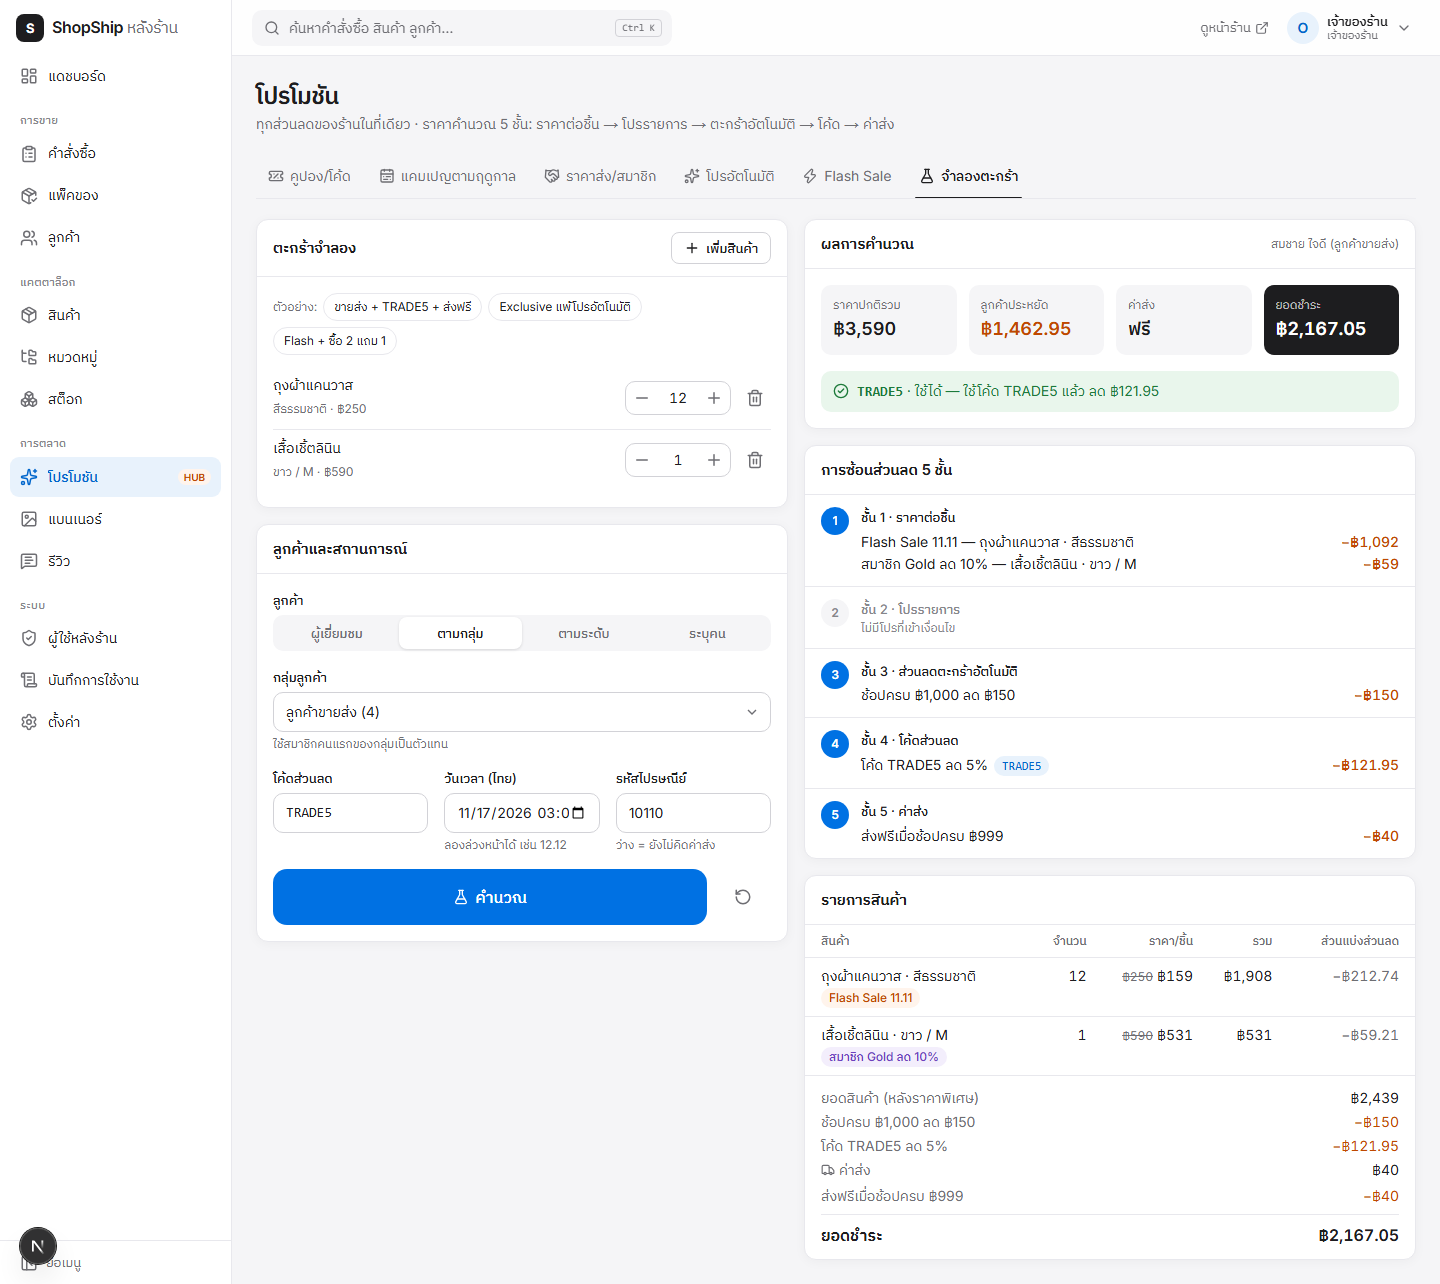 S ShopShip หลังร้าน
แดชบอร์ด
การขาย
คำสั่งซื้อ
แพ็คของ
ลูกค้า
แคตตาล็อก
สินค้า
หมวดหมู่
สต็อก
การตลาด
โปรโมชัน HUB
แบนเนอร์
รีวิว
ระบบ
ผู้ใช้หลังร้าน
บันทึกการใช้งาน
ตั้งค่า
N
ย่อเมนู
ค้นหาคำสั่งซื้อ สินค้า ลูกค้า... Ctrl K
ดูหน้าร้าน
O
เจ้าของร้าน
เจ้าของร้าน
โปรโมชัน
ทุกส่วนลดของร้านในที่เดียว · ราคาคำนวณ 5 ชั้น: ราคาต่อชิ้น → โปรรายการ → ตะกร้าอัตโนมัติ → โค้ด → ค่าส่ง
คูปอง/โค้ด แคมเปญตามฤดูกาล ราคาส่ง/สมาชิก โปรอัตโนมัติ Flash Sale จำลองตะกร้า
ตะกร้าจำลอง + เพิ่มสินค้า
ตัวอย่าง: ขายส่ง + TRADE5 + ส่งฟรี Exclusive แพ้โปรอัตโนมัติ
Flash + ซื้อ 2 แถม 1
ถุงผ้าแคนวาส
สีธรรมชาติ · ฿250
− 12 +
เสื้อเชิ้ตลินิน
ขาว / M · ฿590
− 1 +
ลูกค้าและสถานการณ์
ลูกค้า
ผู้เยี่ยมชม ตามกลุ่ม ตามระดับ ระบุคน
กลุ่มลูกค้า
ลูกค้าขายส่ง (4)
ใช้สมาชิกคนแรกของกลุ่มเป็นตัวแทน
โค้ดส่วนลด วันเวลา (ไทย) รหัสไปรษณีย์
TRADE5 11/17/2026 03:0 10110
ลองล่วงหน้าได้ เช่น 12.12 ว่าง = ยังไม่คิดค่าส่ง
คำนวณ
ผลการคำนวณ สมชาย ใจดี (ลูกค้าขายส่ง)
ราคาปกติรวม ลูกค้าประหยัด ค่าส่ง ยอดชำระ
฿3,590 ฿1,462.95 ฟรี ฿2,167.05
TRADE5 · ใช้ได้ — ใช้โค้ด TRADE5 แล้ว ลด ฿121.95
การซ้อนส่วนลด 5 ชั้น
1 ชั้น 1 · ราคาต่อชิ้น
Flash Sale 11.11 — ถุงผ้าแคนวาส · สีธรรมชาติ −฿1,092
สมาชิก Gold ลด 10% — เสื้อเชิ้ตลินิน · ขาว / M −฿59
2 ชั้น 2 · โปรรายการ
ไม่มีโปรที่เข้าเงื่อนไข
3 ชั้น 3 · ส่วนลดตะกร้าอัตโนมัติ
ช้อปครบ ฿1,000 ลด ฿150 −฿150
4 ชั้น 4 · โค้ดส่วนลด
โค้ด TRADE5 ลด 5% TRADE5 −฿121.95
5 ชั้น 5 · ค่าส่ง
ส่งฟรีเมื่อช้อปครบ ฿999 −฿40
รายการสินค้า
สินค้า จำนวน ราคา/ชิ้น รวม ส่วนแบ่งส่วนลด
ถุงผ้าแคนวาส · สีธรรมชาติ 12 ฿250 ฿159 ฿1,908 −฿212.74
Flash Sale 11.11
เสื้อเชิ้ตลินิน · ขาว / M 1 ฿590 ฿531 ฿531 −฿59.21
สมาชิก Gold ลด 10%
ยอดสินค้า (หลังราคาพิเศษ) ฿2,439
ช้อปครบ ฿1,000 ลด ฿150 −฿150
โค้ด TRADE5 ลด 5% −฿121.95
ค่าส่ง ฿40
ส่งฟรีเมื่อช้อปครบ ฿999 −฿40
ยอดชำระ ฿2,167.05